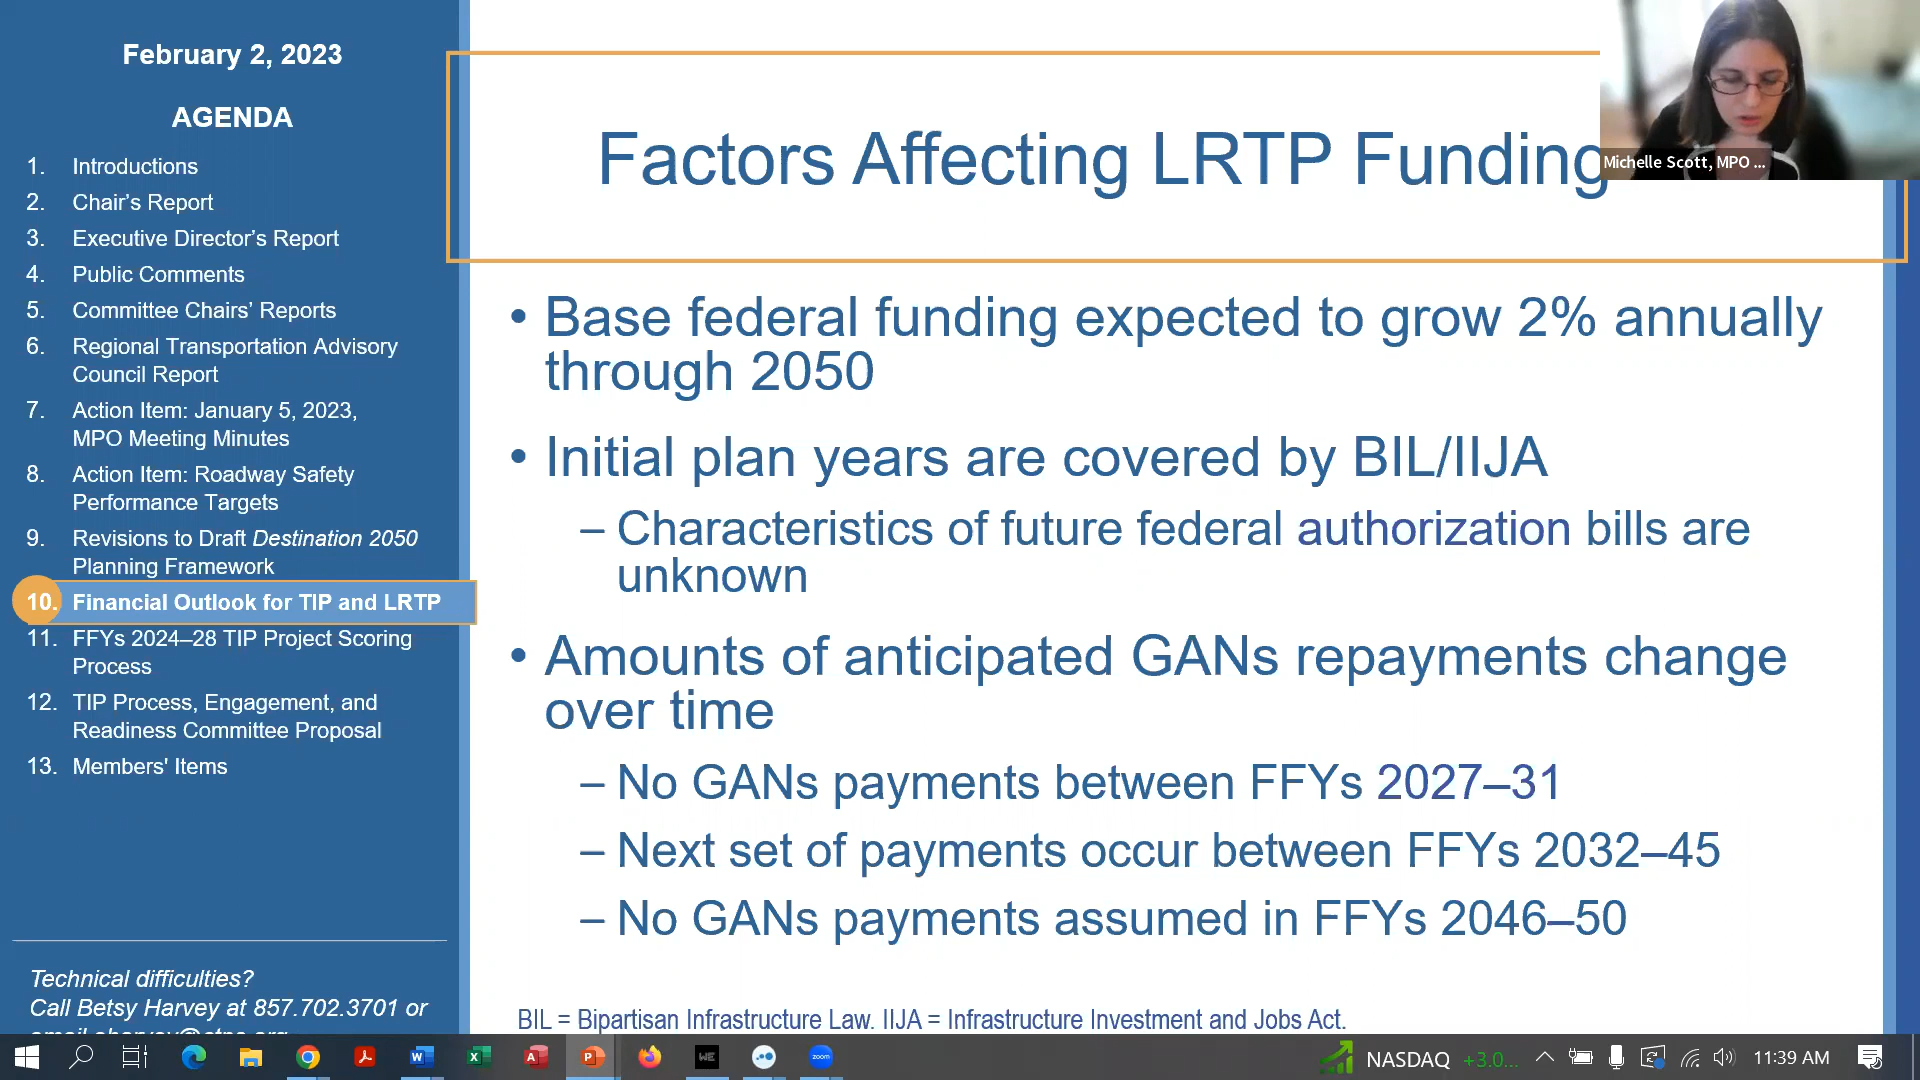 February 2, 2023
AGENDA
1. Introductions
2. Chair's Report
3. Executive Director's Report
4. Public Comments
5. Committee Chairs' Reports
6. Regional Transportation Advisory
Council Report
7. Action Item: January 5, 2023,
MPO Meeting Minutes
8. Action Item: Roadway Safety
Performance Targets
9. Revisions to Draft Destination 2050
Planning Framework
10. Financial Outlook for TIP and LRTP
11. FFYs 2024–28 TIP Project Scoring
Process
12. TIP Process, Engagement, and
Readiness Committee Proposal
13. Members' Items
Technical difficulties?
Call Betsy Harvey at 857.702.3701 or
Factors Affecting LRTP Funding
Michelle Scott, MPO ...
• Base federal funding expected to grow 2% annually
through 2050
• Initial plan years are covered by BIL/IIJA
– Characteristics of future federal authorization bills are
unknown
• Amounts of anticipated GANs repayments change
over time
– No GANs payments between FFYs 2027–31
– Next set of payments occur between FFYs 2032–45
– No GANs payments assumed in FFYs 2046–50
BIL = Bipartisan Infrastructure Law. IIJA = Infrastructure Investment and Jobs Act.
WE
zoom
NASDAQ +3.0...
11:39 AM